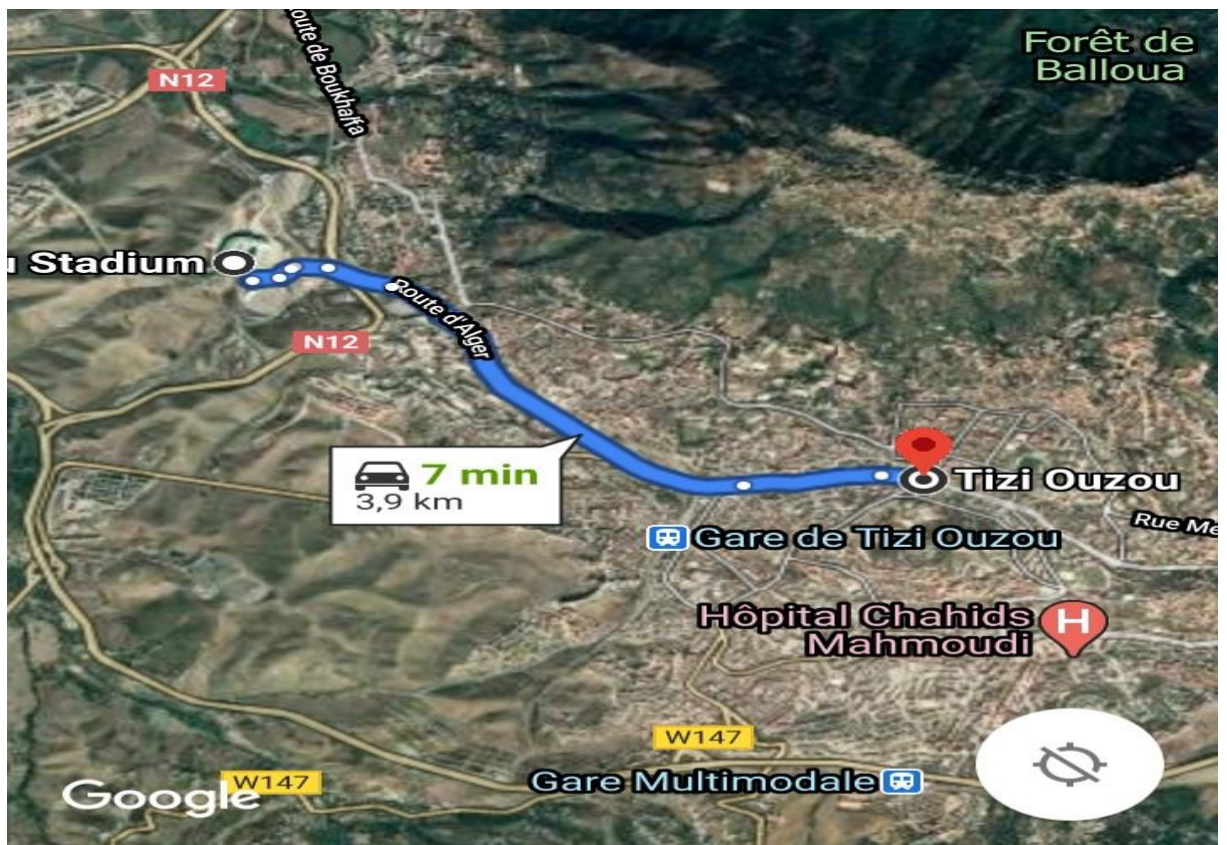 Forêt de
Balloua
Route de Boukhalfa
N12
u Stadium
Route d'Alger
N12
7 min
3,9 km
Tizi Ouzou
Rue Me
Gare de Tizi Ouzou
Hôpital Chahids
Mahmoudi
H
W147
Gare Multimodale
W147
Google